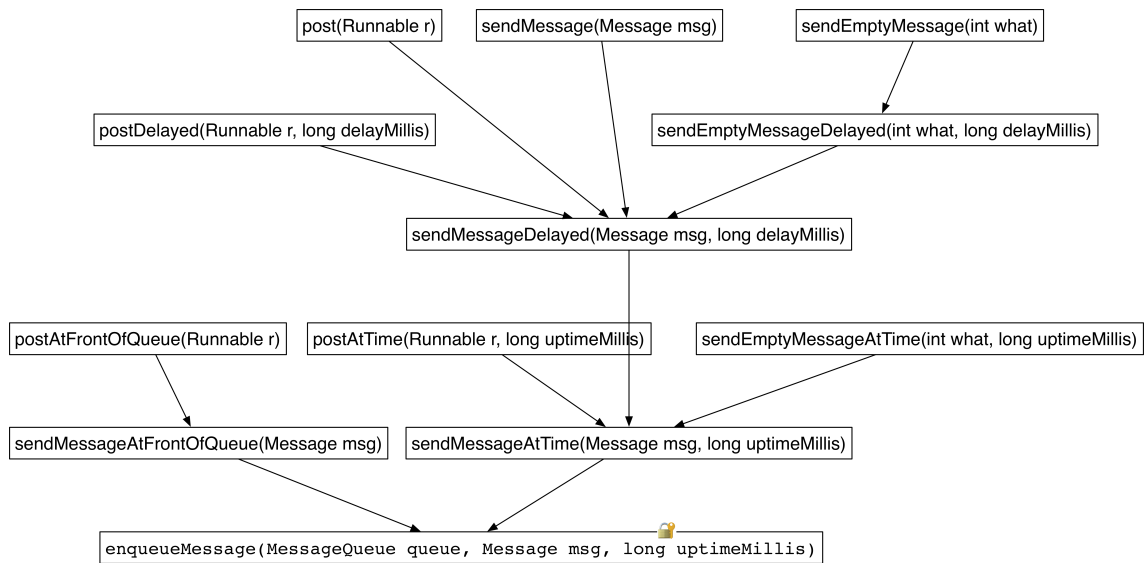 post(Runnable r)
sendMessage(Message msg)
sendEmptyMessage(int what)
postDelayed(Runnable r, long delayMillis)
sendEmptyMessageDelayed(int what, long delayMillis)
sendMessageDelayed(Message msg, long delayMillis)
postAtFrontOfQueue(Runnable r)
postAtTime(Runnable r, long uptimeMillis)
sendEmptyMessageAtTime(int what, long uptimeMillis)
sendMessageAtFrontOfQueue(Message msg)
sendMessageAtTime(Message msg, long uptimeMillis)
enqueueMessage(MessageQueue queue, Message msg, long uptimeMillis)